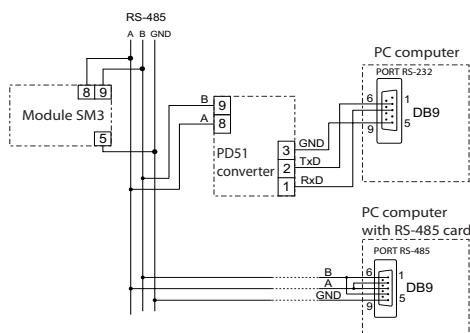 RS-485
A B GND
8 9
Module SM3
5
B 9
A 8
PD51
converter
3 GND
2 TxD
1 RxD
PC computer
PORT RS-232
6 1
DB9
9 5
PC computer
with RS-485 card
PORT RS-485
B 6 1
A DB9
GND 5
9